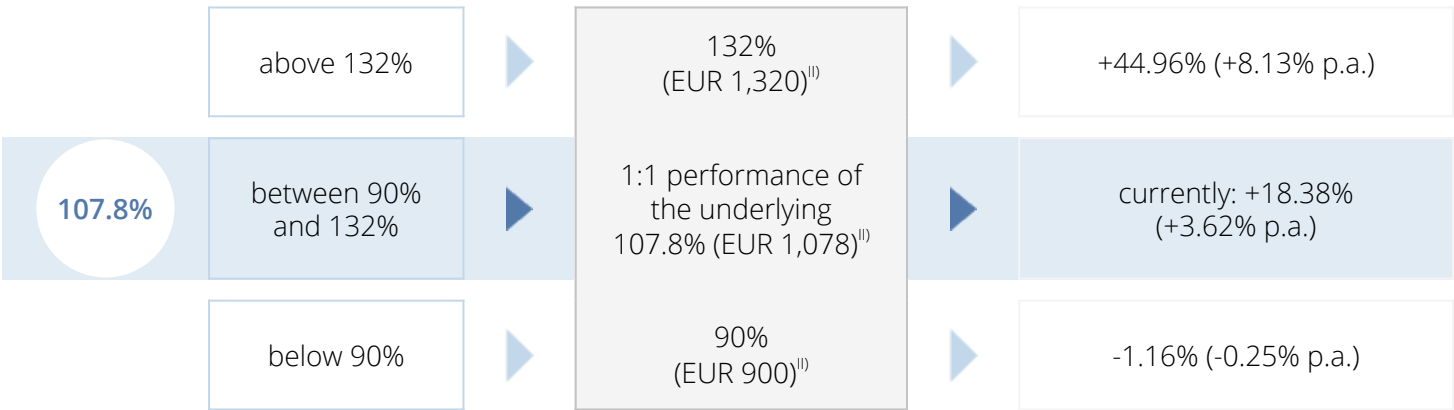 above 132%
132%
(EUR 1,320)II)
+44.96% (+8.13% p.a.)
107.8%
between 90%
and 132%
1:1 performance of
the underlying
107.8% (EUR 1,078)II)
currently: +18.38%
(+3.62% p.a.)
below 90%
90%
(EUR 900)II)
-1.16% (-0.25% p.a.)